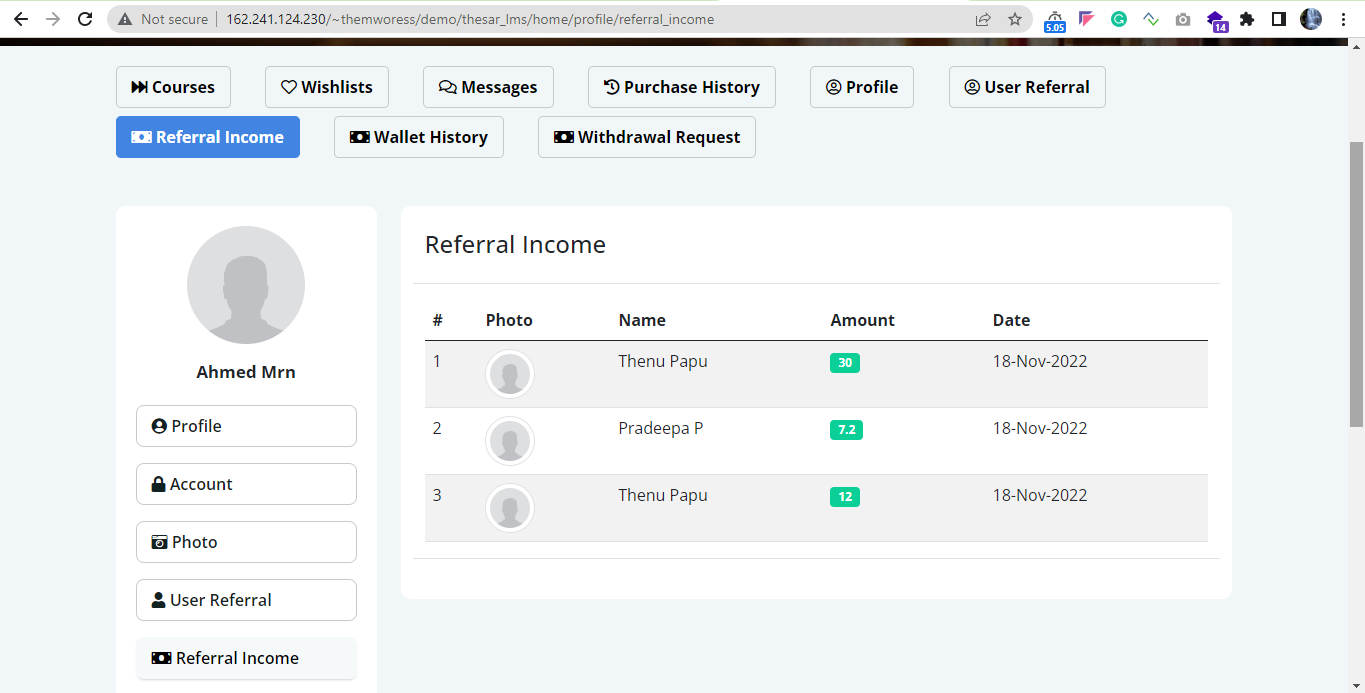 Not secure | 162.241.124.230/~themworess/demo/thesar_lms/home/profile/referral_income
5.05
14
Courses Wishlists Messages Purchase History Profile User Referral
Referral Income Wallet History Withdrawal Request
Ahmed Mrn
Profile
Account
Photo
User Referral
Referral Income
Referral Income
# Photo Name Amount Date
1 Thenu Papu 30 18-Nov-2022
2 Pradeepa P 7.2 18-Nov-2022
3 Thenu Papu 12 18-Nov-2022